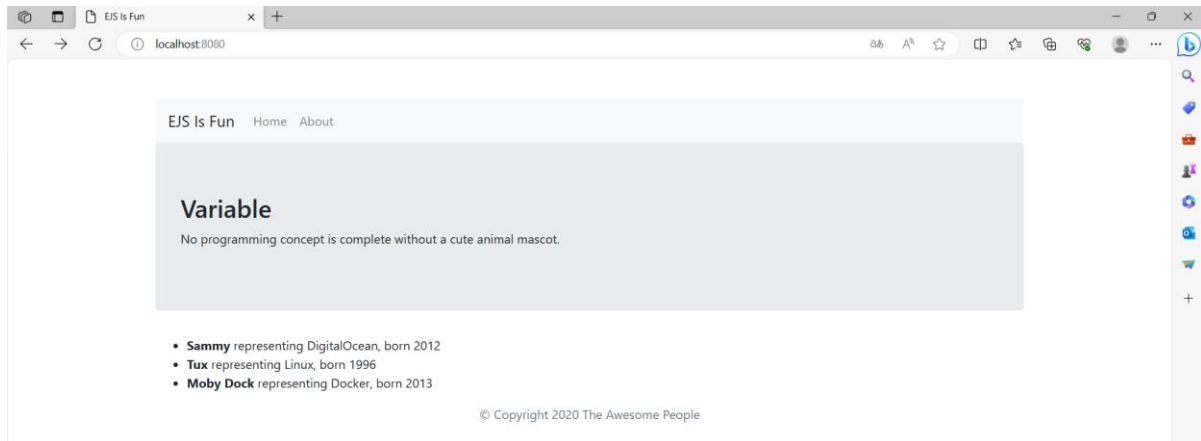 EJS Is Fun
localhost:8080
EJS Is Fun Home About
Variable
No programming concept is complete without a cute animal mascot.
• Sammy representing DigitalOcean, born 2012
• Tux representing Linux, born 1996
• Moby Dock representing Docker, born 2013
© Copyright 2020 The Awesome People